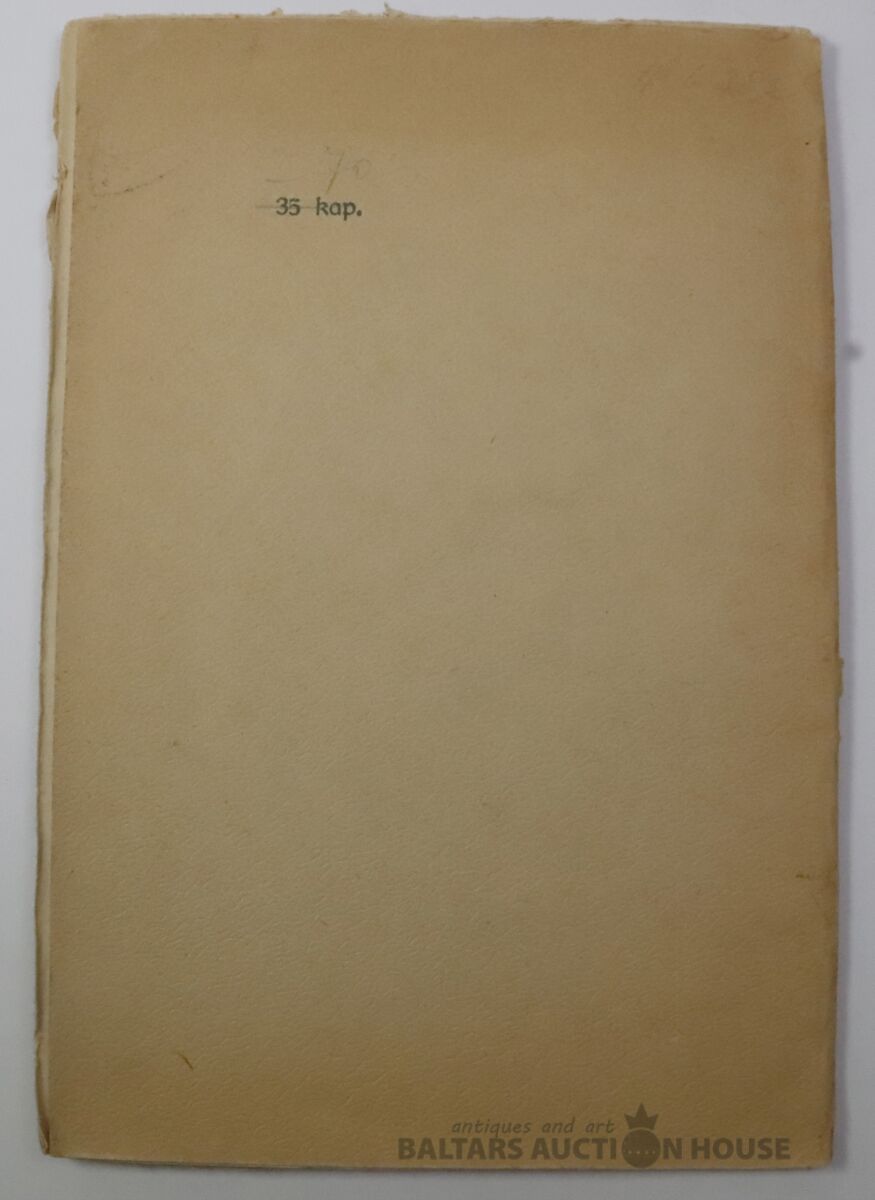 70
35 kap.
antiques and art
BALTARS AUCTION HOUSE